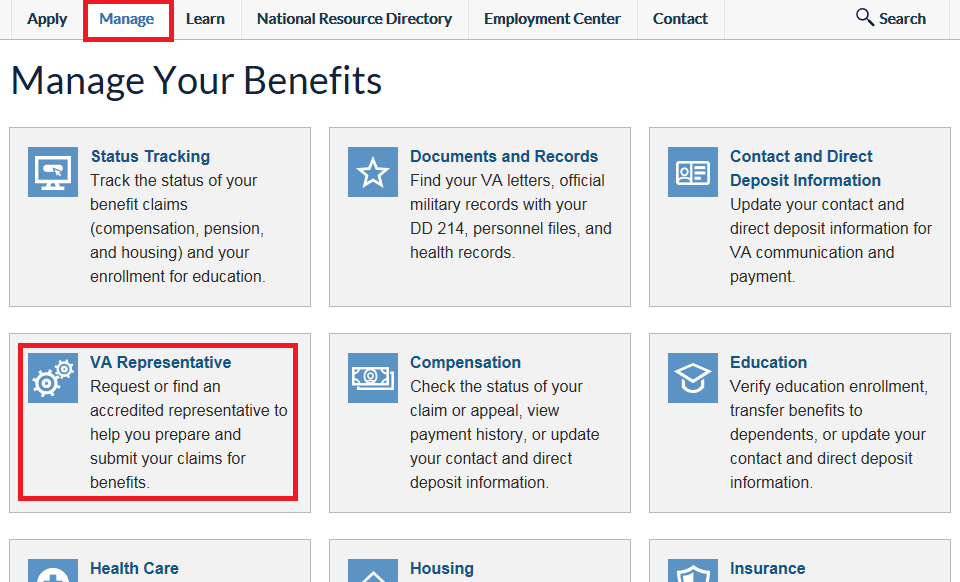 Apply Manage Learn National Resource Directory Employment Center Contact Search
Manage Your Benefits
Status Tracking
Track the status of your
benefit claims
(compensation, pension,
and housing) and your
enrollment for education.
Documents and Records
Find your VA letters, official
military records with your
DD 214, personnel files, and
health records.
Contact and Direct
Deposit Information
Update your contact and
direct deposit information for
VA communication and
payment.
VA Representative
Request or find an
accredited representative to
help you prepare and
submit your claims for
benefits.
Compensation
Check the status of your
claim or appeal, view
payment history, or update
your contact and direct
deposit information.
Education
Verify education enrollment,
transfer benefits to
dependents, or update your
contact and direct deposit
information.
Health Care
Housing
Insurance